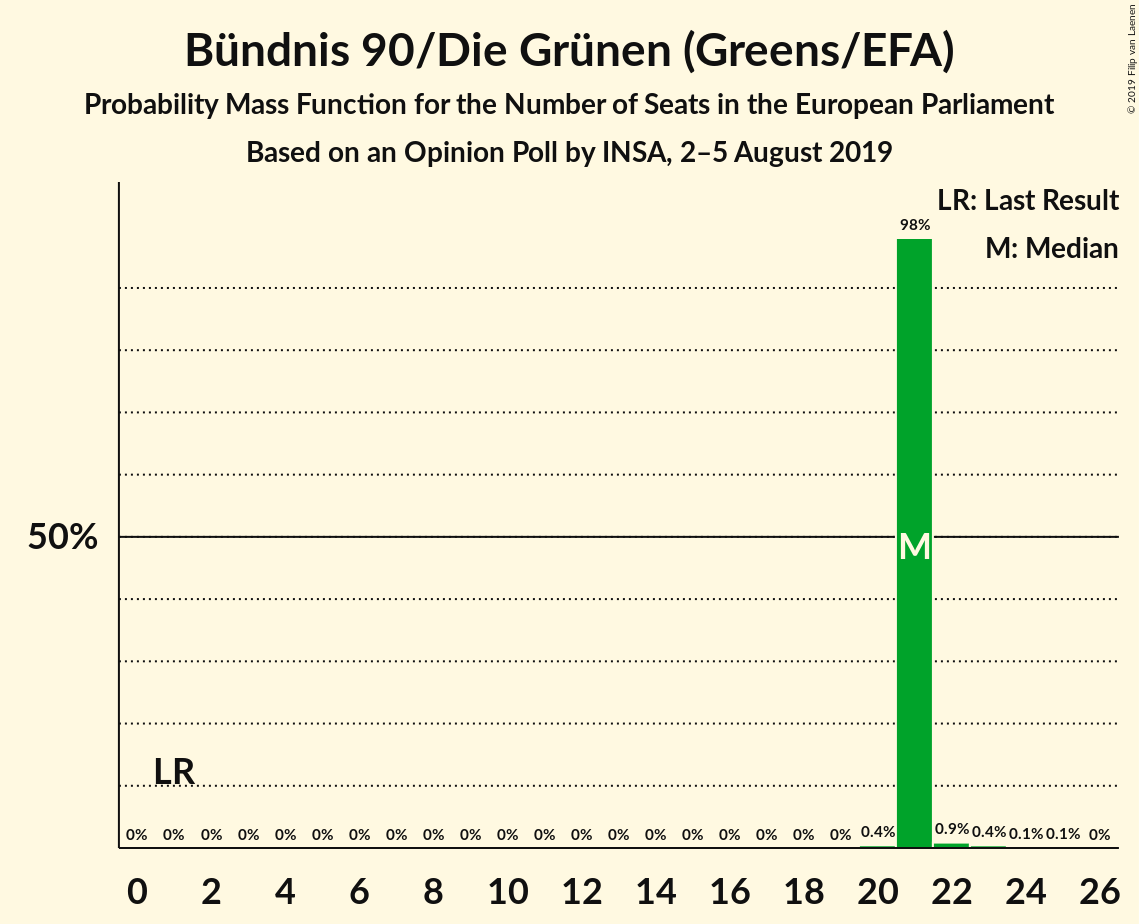 Bündnis 90/Die Grünen (Greens/EFA)
Probability Mass Function for the Number of Seats in the European Parliament
Based on an Opinion Poll by INSA, 2–5 August 2019
© 2019 Filip van Laenen
LR: Last Result
M: Median
98%
50%
M
LR
0% 0% 0% 0% 0% 0% 0% 0% 0% 0% 0% 0% 0% 0% 0% 0% 0% 0% 0% 0% 0.4% 0.9% 0.4% 0.1% 0.1% 0%
0 2 4 6 8 10 12 14 16 18 20 22 24 26